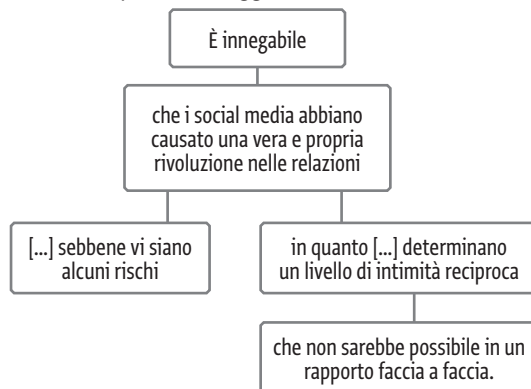 È innegabile
che i social media abbiano
causato una vera e propria
rivoluzione nelle relazioni
[...] sebbene vi siano
alcuni rischi
in quanto [...] determinano
un livello di intimità reciproca
che non sarebbe possibile in un
rapporto faccia a faccia.